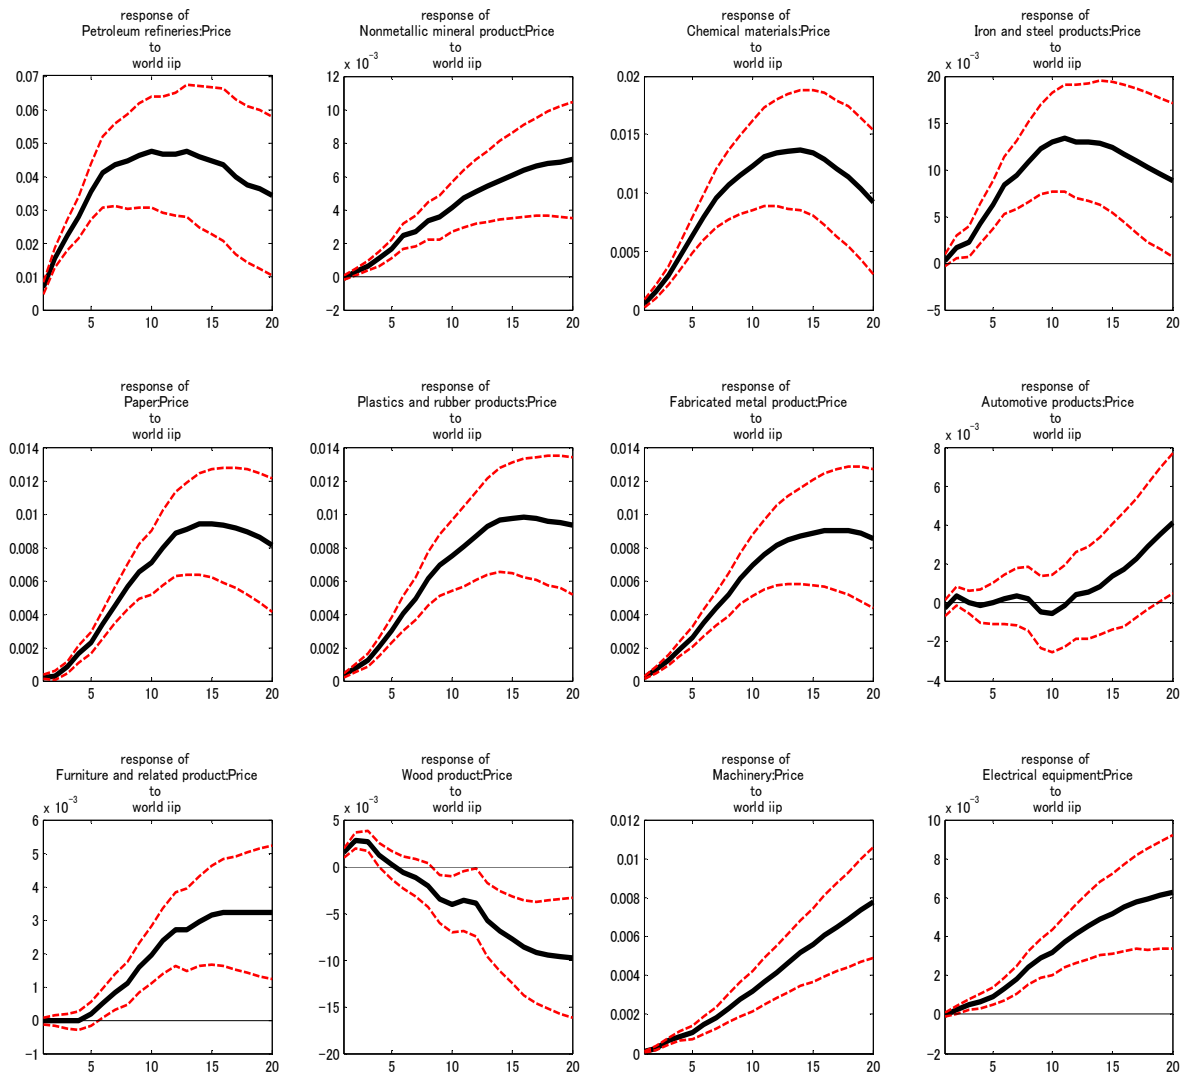 response of
Petroleum refineries:Price
to
world iip
0.07
0.06
0.05
0.04
0.03
0.02
0.01
0
5 10 15 20
response of
Nonmetallic mineral product:Price
to
world iip
x 10⁻³
12
10
8
6
4
2
0
−2
5 10 15 20
response of
Chemical materials:Price
to
world iip
0.02
0.015
0.01
0.005
0
5 10 15 20
response of
Iron and steel products:Price
to
world iip
x 10⁻³
20
15
10
5
0
−5
5 10 15 20
response of
Paper:Price
to
world iip
0.014
0.012
0.01
0.008
0.006
0.004
0.002
0
5 10 15 20
response of
Plastics and rubber products:Price
to
world iip
0.014
0.012
0.01
0.008
0.006
0.004
0.002
0
5 10 15 20
response of
Fabricated metal product:Price
to
world iip
0.014
0.012
0.01
0.008
0.006
0.004
0.002
0
5 10 15 20
response of
Automotive products:Price
to
world iip
x 10⁻³
8
6
4
2
0
−2
−4
5 10 15 20
response of
Furniture and related product:Price
to
world iip
x 10⁻³
6
5
4
3
2
1
0
−1
5 10 15 20
response of
Wood product:Price
to
world iip
x 10⁻³
5
0
−5
−10
−15
−20
5 10 15 20
response of
Machinery:Price
to
world iip
0.012
0.01
0.008
0.006
0.004
0.002
0
5 10 15 20
response of
Electrical equipment:Price
to
world iip
x 10⁻³
10
8
6
4
2
0
−2
5 10 15 20